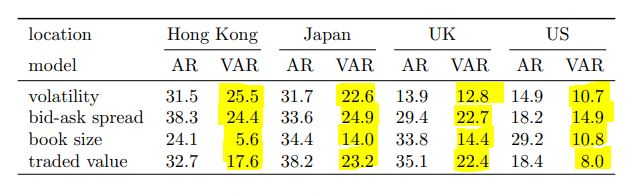 location Hong Kong Japan UK US
model AR VAR AR VAR AR VAR AR VAR
volatility 31.5 25.5 31.7 22.6 13.9 12.8 14.9 10.7
bid-ask spread 38.3 24.4 33.6 24.9 29.4 22.7 18.2 14.9
book size 24.1 5.6 34.4 14.0 33.8 14.4 29.2 10.8
traded value 32.7 17.6 38.2 23.2 35.1 22.4 18.4 8.0